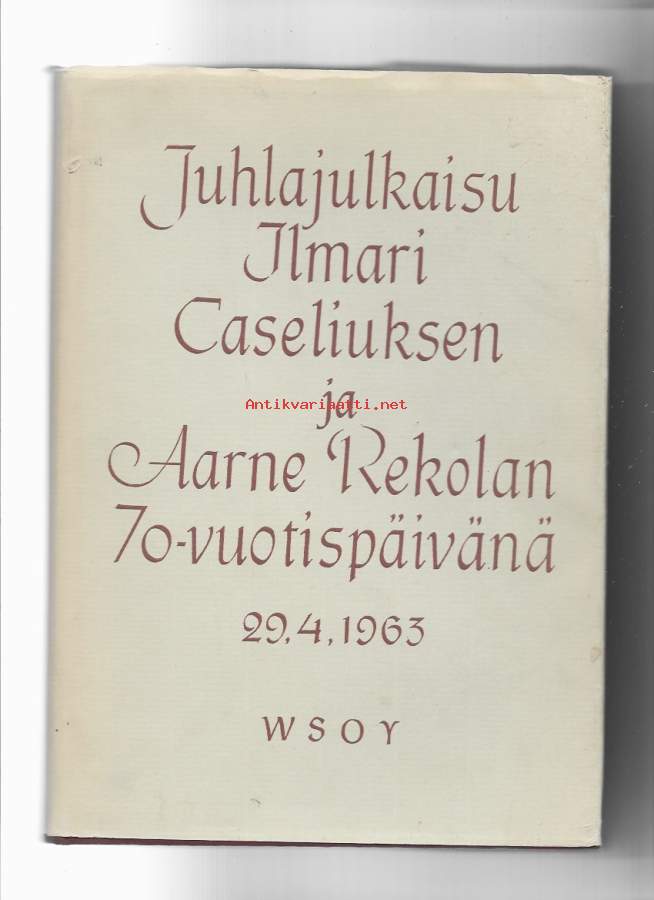 Juhlajulkaisu
Ilmari
Caseliuksen
Antikvariaatti.net
ja
Aarne Rekolan
70-vuotispäivänä
29.4.1963
WSOY